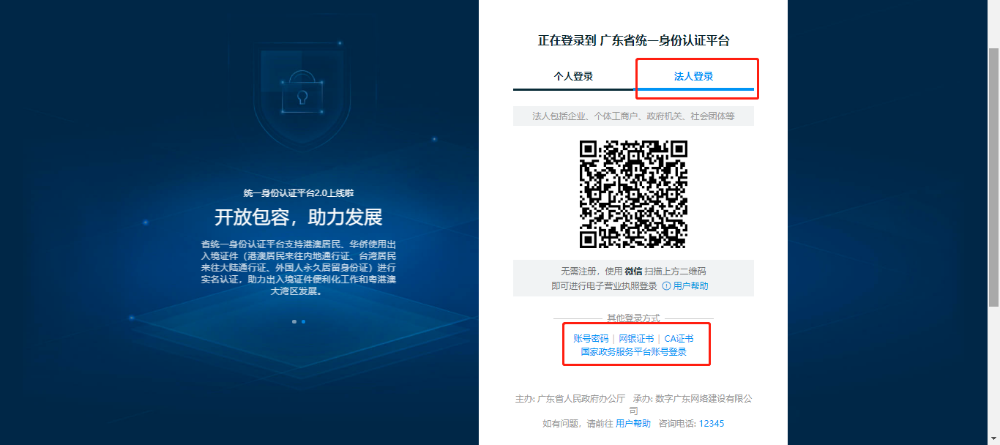 统一身份认证平台2.0上线啦
开放包容，助力发展
省统一身份认证平台支持港澳居民、华侨使用出
入境证件（港澳居民来往内地通行证、台湾居民
来往大陆通行证、外国人永久居留身份证）进行
实名认证，助力出入境证件便利化工作和粤港澳
大湾区发展。
正在登录到 广东省统一身份认证平台
个人登录 法人登录
法人包括企业、个体工商户、政府机关、社会团体等
无需注册，使用 微信 扫描上方二维码
即可进行电子营业执照登录 用户帮助
其他登录方式
账号密码 | 网银证书 | CA证书
国家政务服务平台账号登录
主办: 广东省人民政府办公厅 承办: 数字广东网络建设有限公
司
如有问题，请前往 用户帮助 咨询电话: 12345